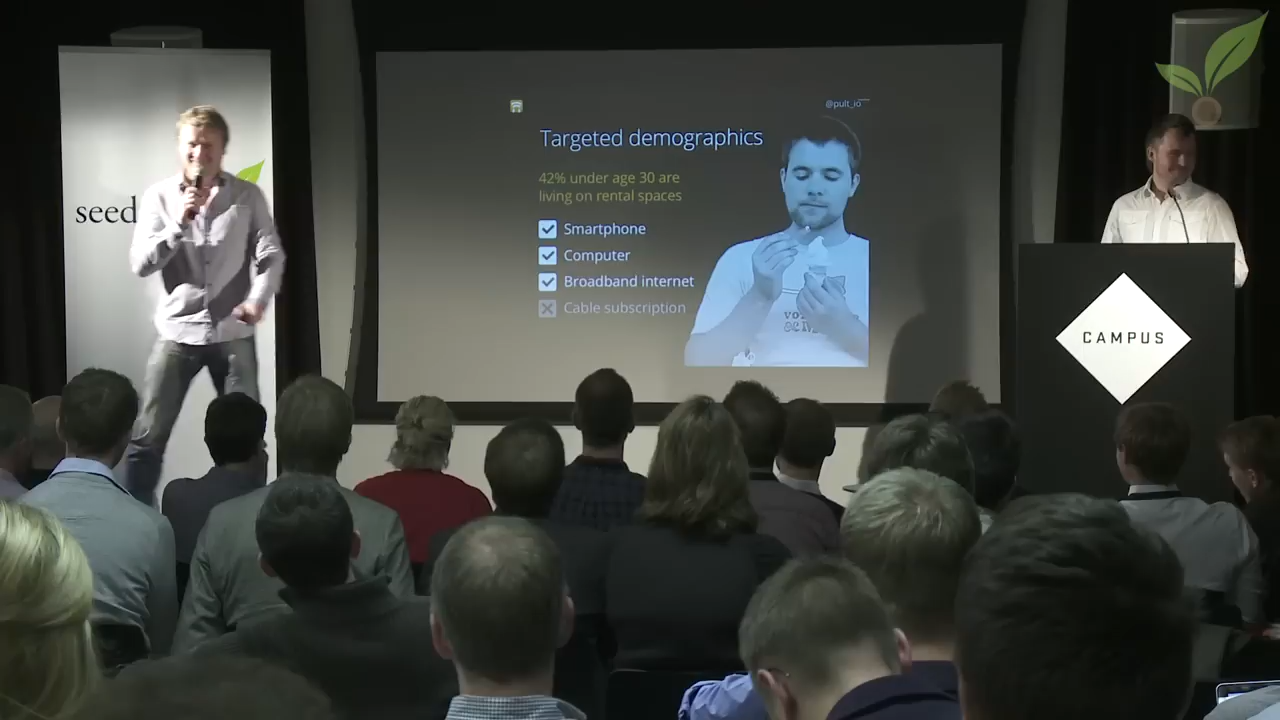 seed
@pult_io
Targeted demographics
42% under age 30 are
living on rental spaces
Smartphone
Computer
Broadband internet
Cable subscription
CAMPUS